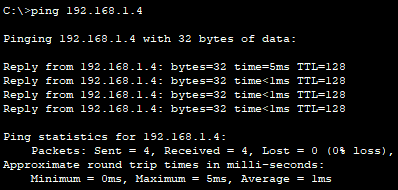 C:\>ping 192.168.1.4
Pinging 192.168.1.4 with 32 bytes of data:
Reply from 192.168.1.4: bytes=32 time=5ms TTL=128
Reply from 192.168.1.4: bytes=32 time<1ms TTL=128
Reply from 192.168.1.4: bytes=32 time<1ms TTL=128
Reply from 192.168.1.4: bytes=32 time<1ms TTL=128
Ping statistics for 192.168.1.4:
    Packets: Sent = 4, Received = 4, Lost = 0 (0% loss),
Approximate round trip times in milli-seconds:
    Minimum = 0ms, Maximum = 5ms, Average = 1ms